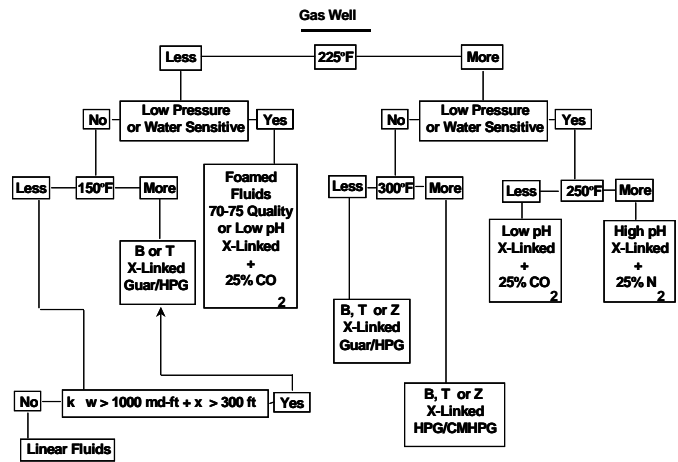 Gas Well
Less
225°F
More
No
Low Pressure
or Water Sensitive
Yes
No
Low Pressure
or Water Sensitive
Yes
Less
150°F
More
Foamed
Fluids
70-75 Quality
or Low pH
X-Linked
+
25% CO
2
Less
300°F
More
Less
250°F
More
B or T
X-Linked
Guar/HPG
Low pH
X-Linked
+
25% CO
2
High pH
X-Linked
+
25% N
2
B, T or Z
X-Linked
Guar/HPG
No
k w > 1000 md-ft + x > 300 ft
Yes
B, T or Z
X-Linked
HPG/CMHPG
Linear Fluids